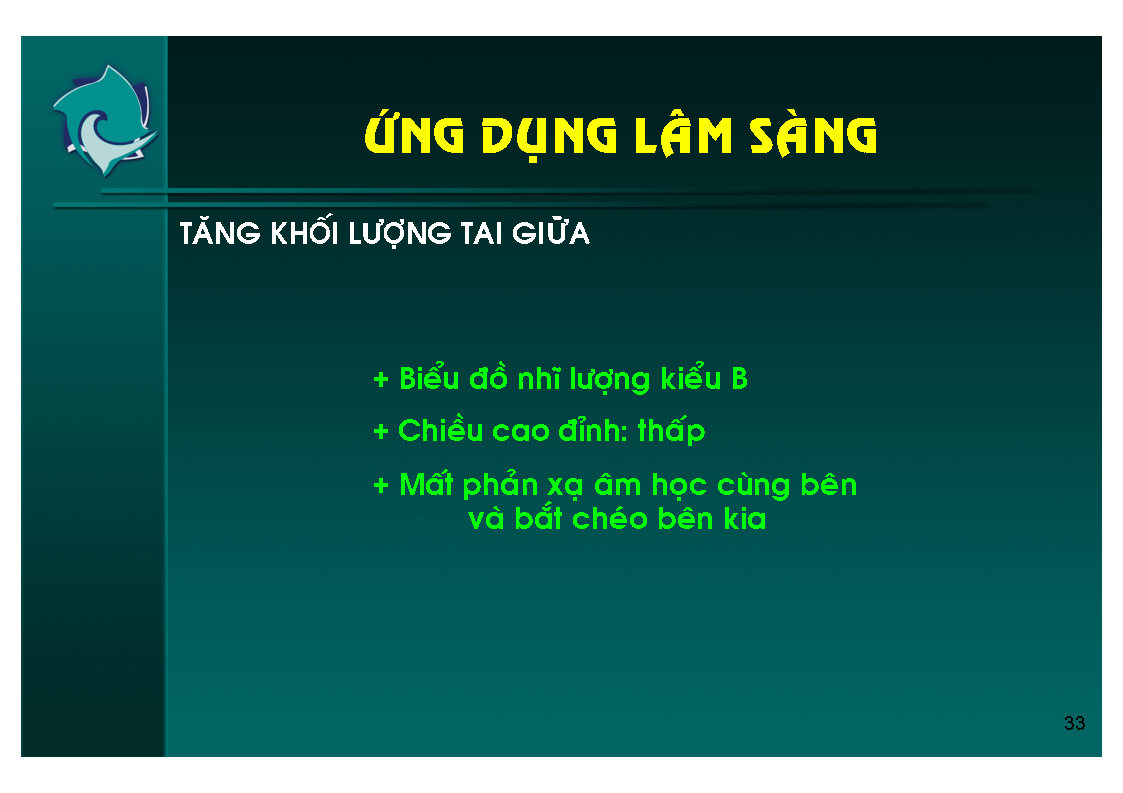 ỨNG DỤNG LÂM SÀNG
TĂNG KHỐI LƯỢNG TAI GIỮA
+ Biểu đồ nhĩ lượng kiểu B
+ Chiều cao đỉnh: thấp
+ Mất phản xạ âm học cùng bên
và bắt chéo bên kia
33